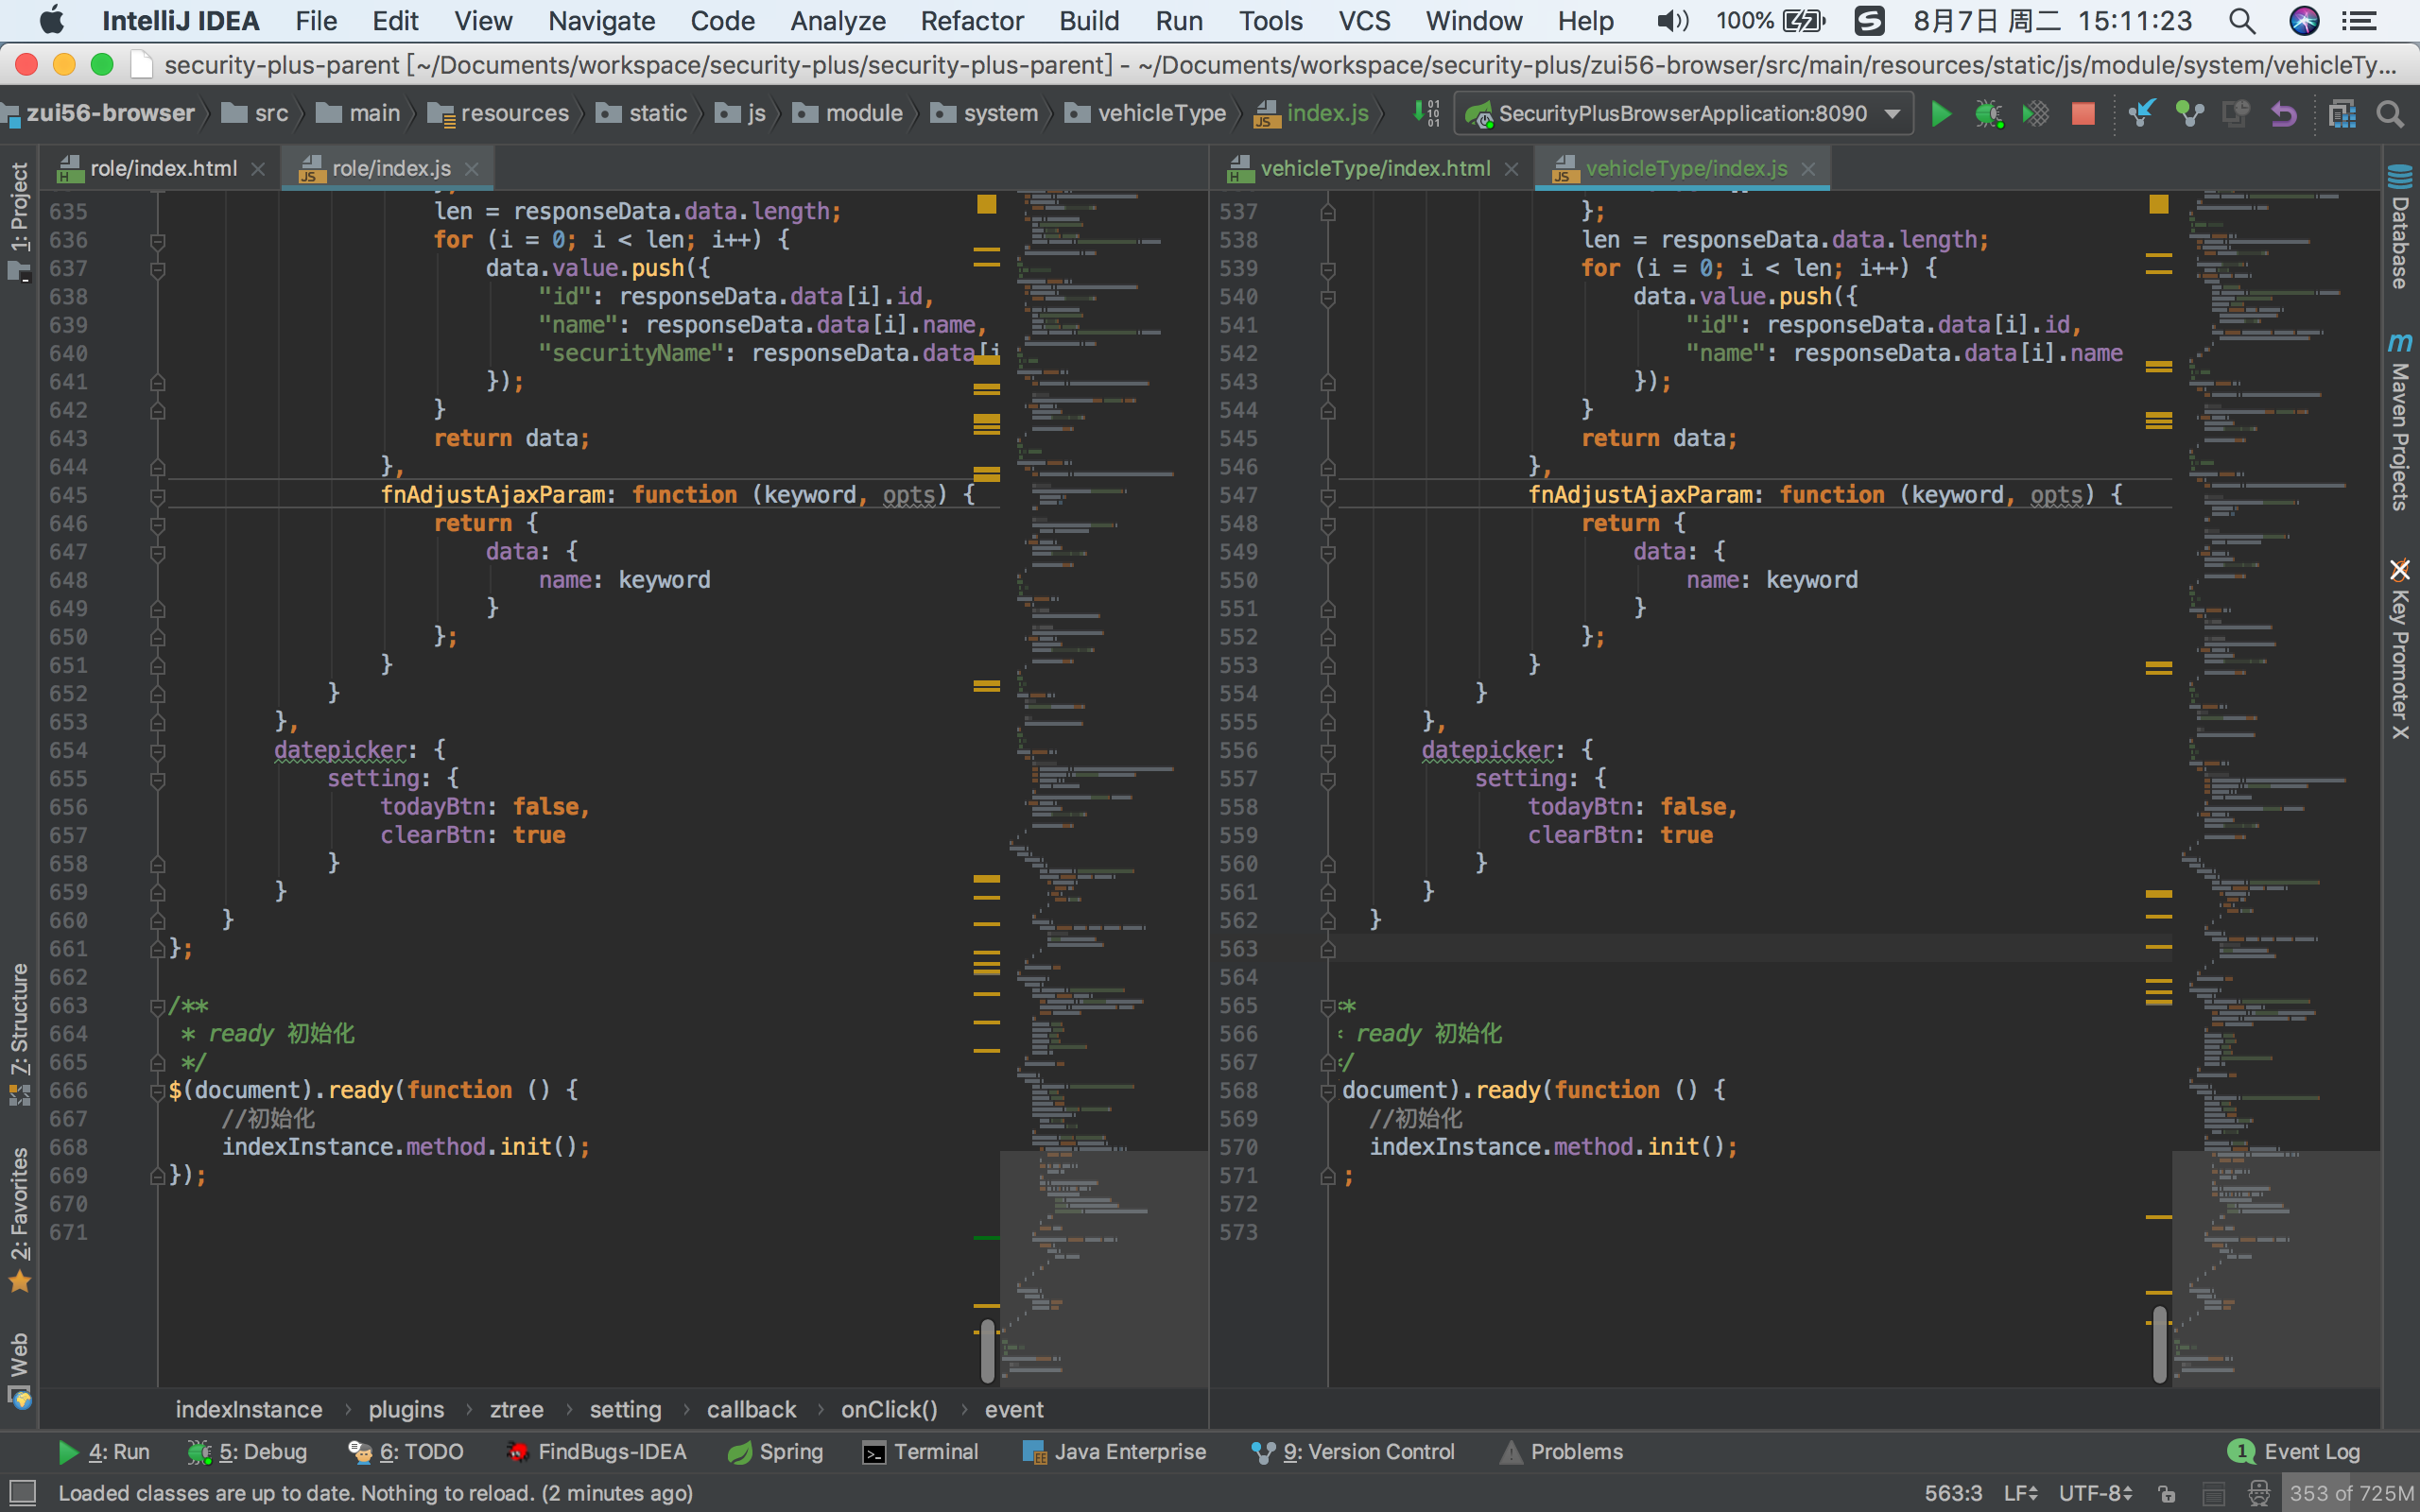 IntelliJ IDEA File Edit View Navigate Code Analyze Refactor Build Run Tools VCS Window Help 100% 8月7日 周二 15:11:23
security-plus-parent [~/Documents/workspace/security-plus/security-plus-parent] - ~/Documents/workspace/security-plus/zui56-browser/src/main/resources/static/js/module/system/vehicleTy...
zui56-browser src main resources static js module system vehicleType index.js SecurityPlusBrowserApplication:8090
1: Project
7: Structure
2: Favorites
Web
role/index.html role/index.js
635 len = responseData.data.length;
636 for (i = 0; i < len; i++) {
637 data.value.push({
638 "id": responseData.data[i].id,
639 "name": responseData.data[i].name,
640 "securityName": responseData.data[i
641 });
642 }
643 return data;
644 },
645 fnAdjustAjaxParam: function (keyword, opts) {
646 return {
647 data: {
648 name: keyword
649 }
650 };
651 }
652 }
653 },
654 datepicker: {
655 setting: {
656 todayBtn: false,
657 clearBtn: true
658 }
659 }
660 }
661 };
662
663 /**
664 * ready 初始化
665 */
666 $(document).ready(function () {
667 //初始化
668 indexInstance.method.init();
669 });
670
671
indexInstance › plugins › ztree › setting › callback › onClick() › event
vehicleType/index.html vehicleType/index.js
537 };
538 len = responseData.data.length;
539 for (i = 0; i < len; i++) {
540 data.value.push({
541 "id": responseData.data[i].id,
542 "name": responseData.data[i].name
543 });
544 }
545 return data;
546 },
547 fnAdjustAjaxParam: function (keyword, opts) {
548 return {
549 data: {
550 name: keyword
551 }
552 };
553 }
554 }
555 },
556 datepicker: {
557 setting: {
558 todayBtn: false,
559 clearBtn: true
560 }
561 }
562 }
563
564
565 *
566 ready 初始化
567 /
568 document).ready(function () {
569 //初始化
570 indexInstance.method.init();
571 ;
572
573
Database
Maven Projects
Key Promoter X
4: Run 5: Debug 6: TODO FindBugs-IDEA Spring Terminal Java Enterprise 9: Version Control Problems 1 Event Log
Loaded classes are up to date. Nothing to reload. (2 minutes ago) 563:3 LF UTF-8 353 of 725M